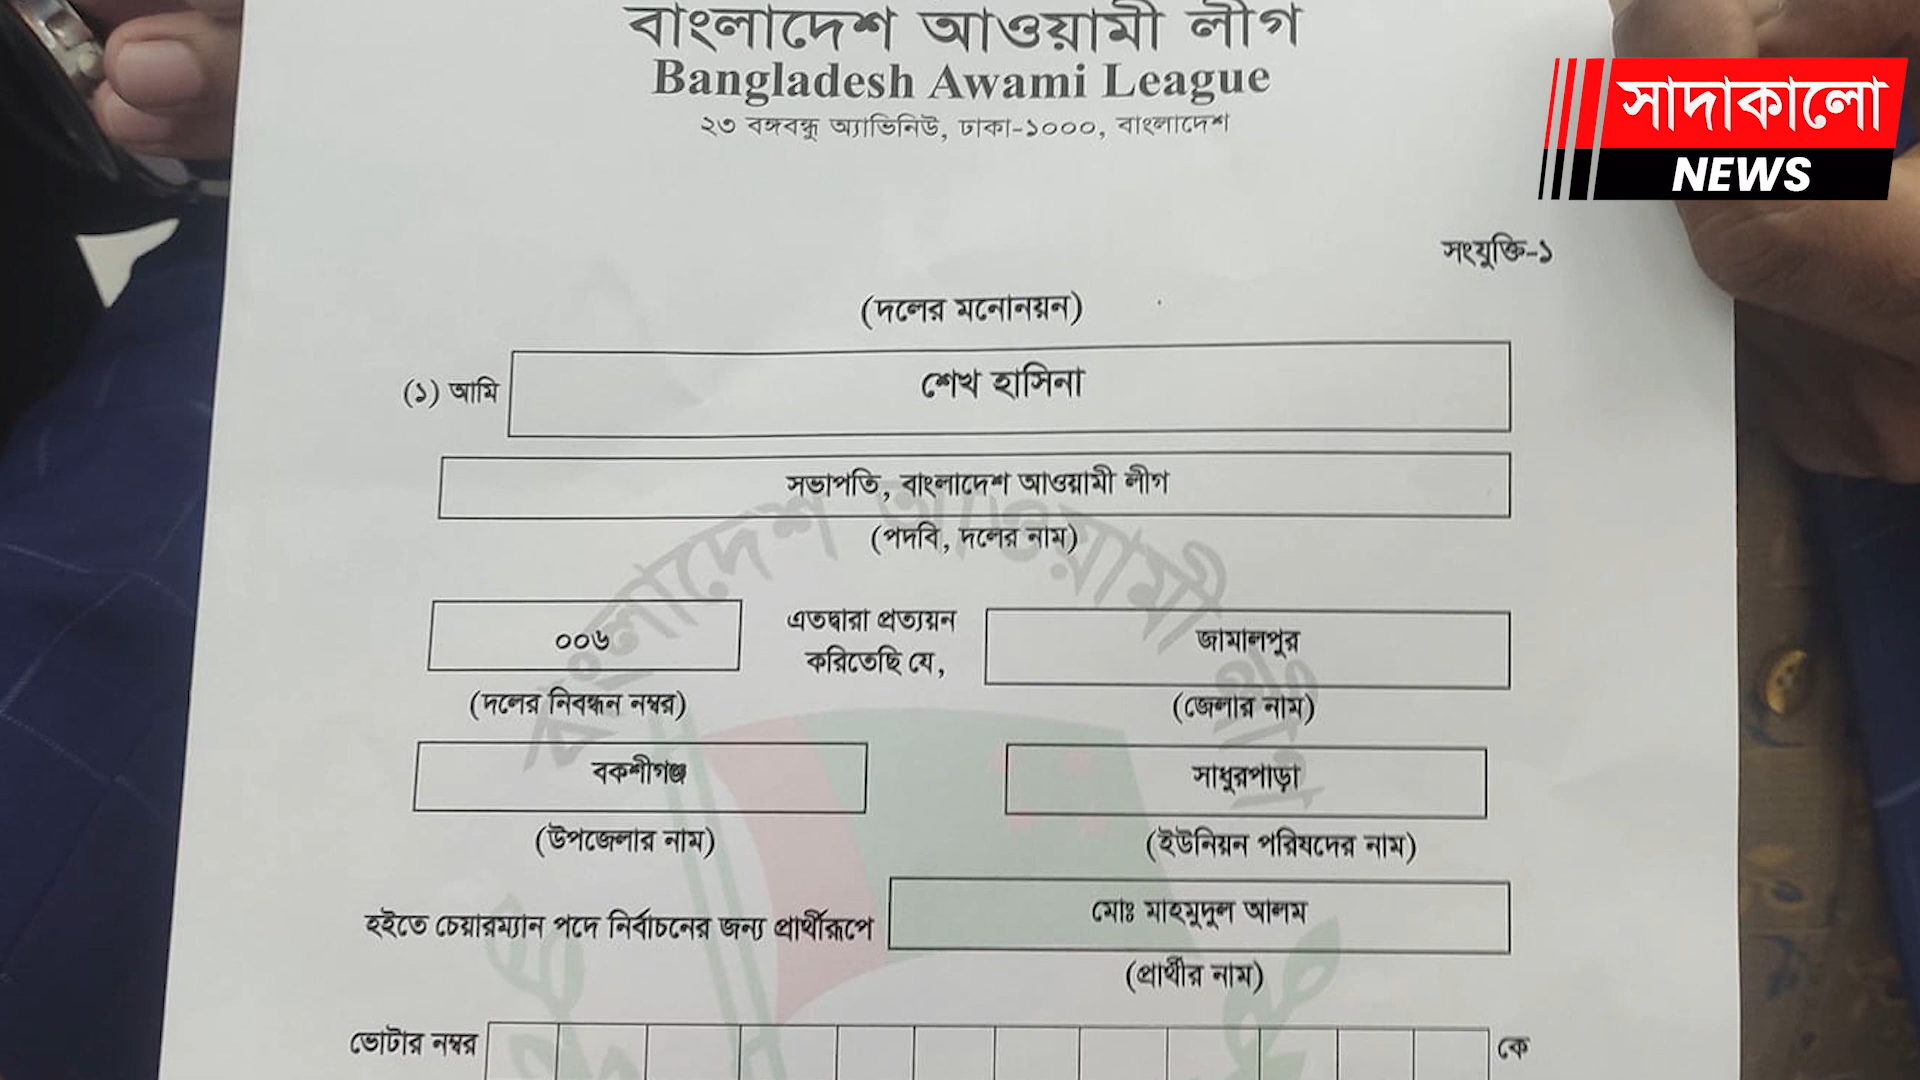 বাংলাদেশ আওয়ামী লীগ
Bangladesh Awami League
২৩ বঙ্গবন্ধু অ্যাভিনিউ, ঢাকা-১০০০, বাংলাদেশ
সাদাকালো
NEWS
সংযুক্তি-১
(দলের মনোনয়ন)
(১) আমি শেখ হাসিনা
সভাপতি, বাংলাদেশ আওয়ামী লীগ
(পদবি, দলের নাম)
০০৬ এতদ্বারা প্রত্যয়ন করিতেছি যে, জামালপুর
(দলের নিবন্ধন নম্বর) (জেলার নাম)
বকশীগঞ্জ সাধুরপাড়া
(উপজেলার নাম) (ইউনিয়ন পরিষদের নাম)
হইতে চেয়ারম্যান পদে নির্বাচনের জন্য প্রার্থীরূপে মোঃ মাহমুদুল আলম
(প্রার্থীর নাম)
ভোটার নম্বর কে
বাংলাদেশ আওয়ামী লীগ